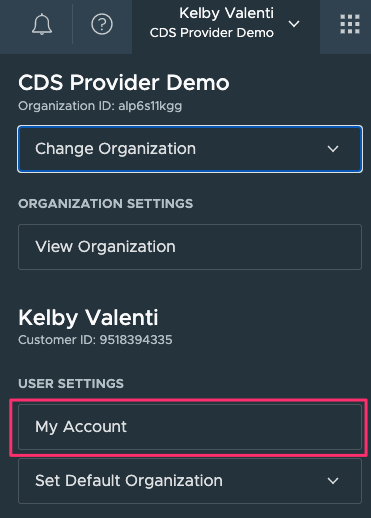 Kelby Valenti
CDS Provider Demo
CDS Provider Demo
Organization ID: alp6s11kgg
Change Organization
ORGANIZATION SETTINGS
View Organization
Kelby Valenti
Customer ID: 9518394335
USER SETTINGS
My Account
Set Default Organization